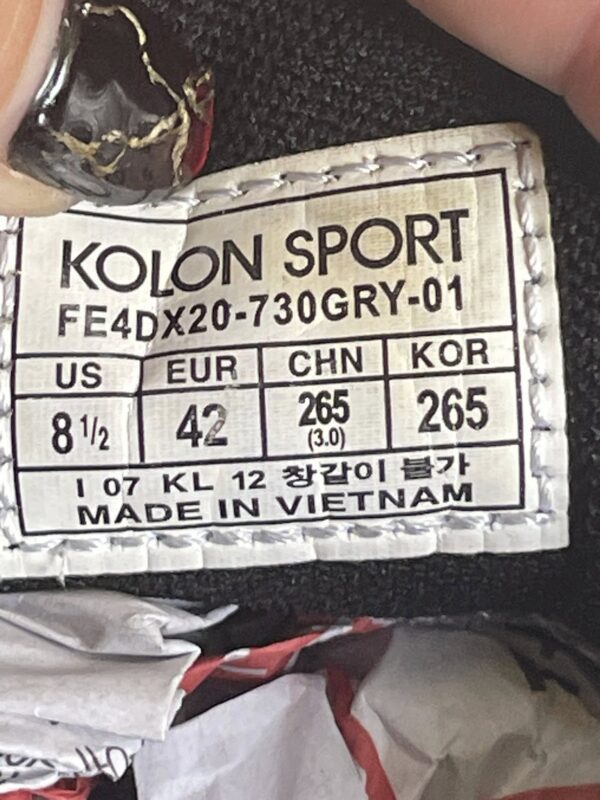 KOLON SPORT
FE4DX20-730GRY-01
US EUR CHN KOR
8 1/2 42 265 (3.0) 265
I 07 KL 12 창갈이 불가
MADE IN VIETNAM